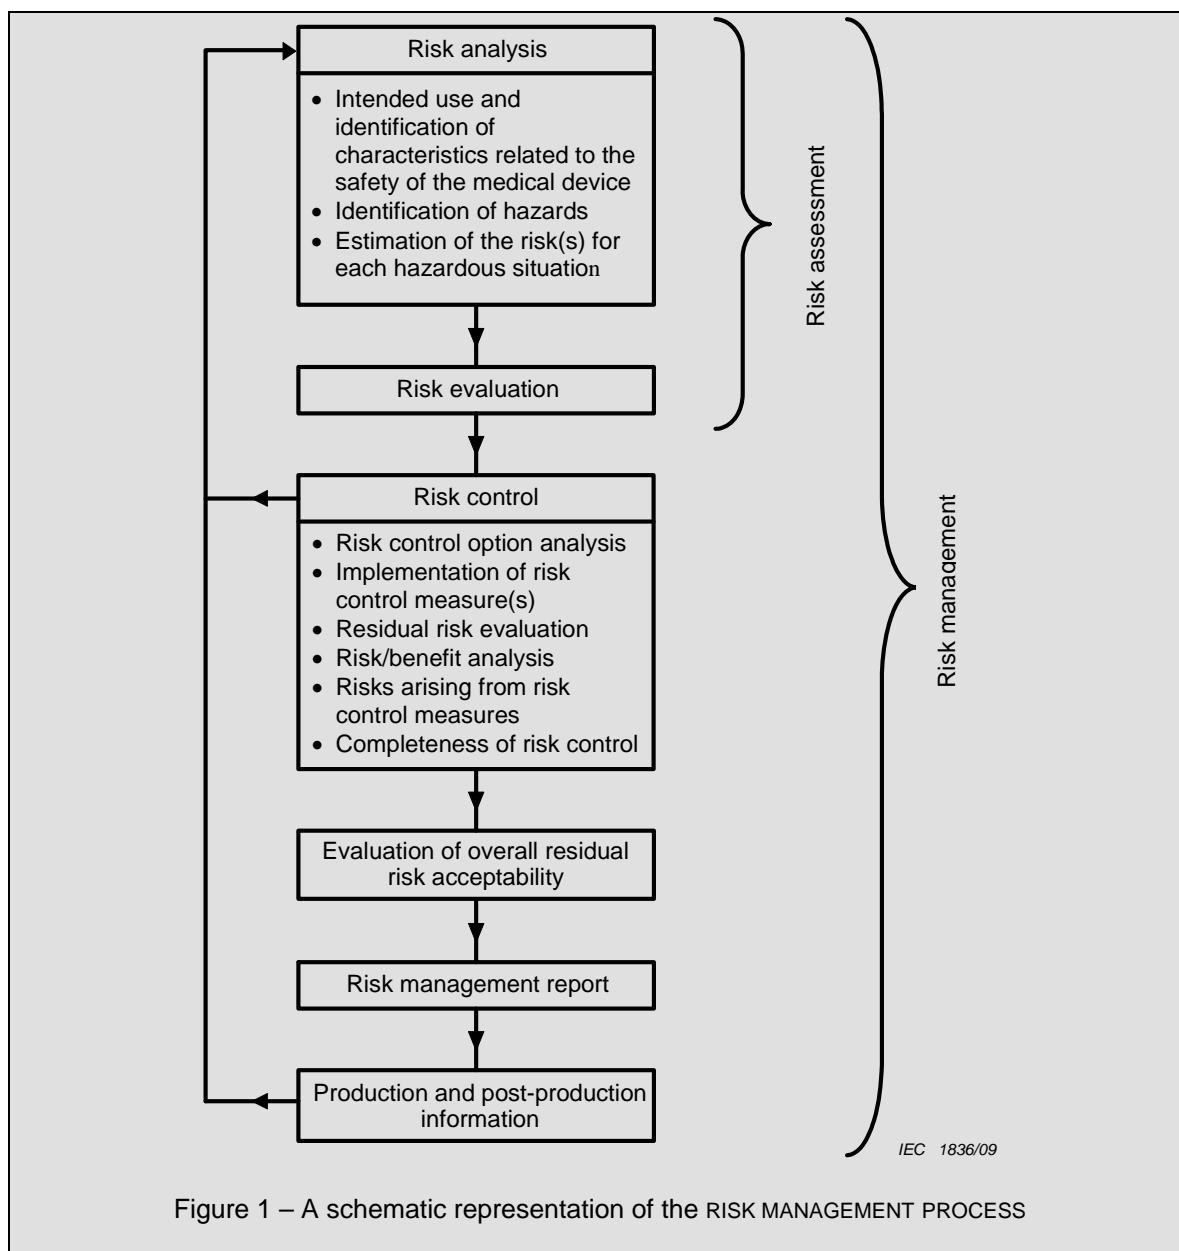 Risk analysis
• Intended use and
identification of
characteristics related to the
safety of the medical device
• Identification of hazards
• Estimation of the risk(s) for
each hazardous situation
Risk evaluation
Risk assessment
Risk control
• Risk control option analysis
• Implementation of risk
control measure(s)
• Residual risk evaluation
• Risk/benefit analysis
• Risks arising from risk
control measures
• Completeness of risk control
Risk management
Evaluation of overall residual
risk acceptability
Risk management report
Production and post-production
information
IEC 1836/09
Figure 1 – A schematic representation of the RISK MANAGEMENT PROCESS